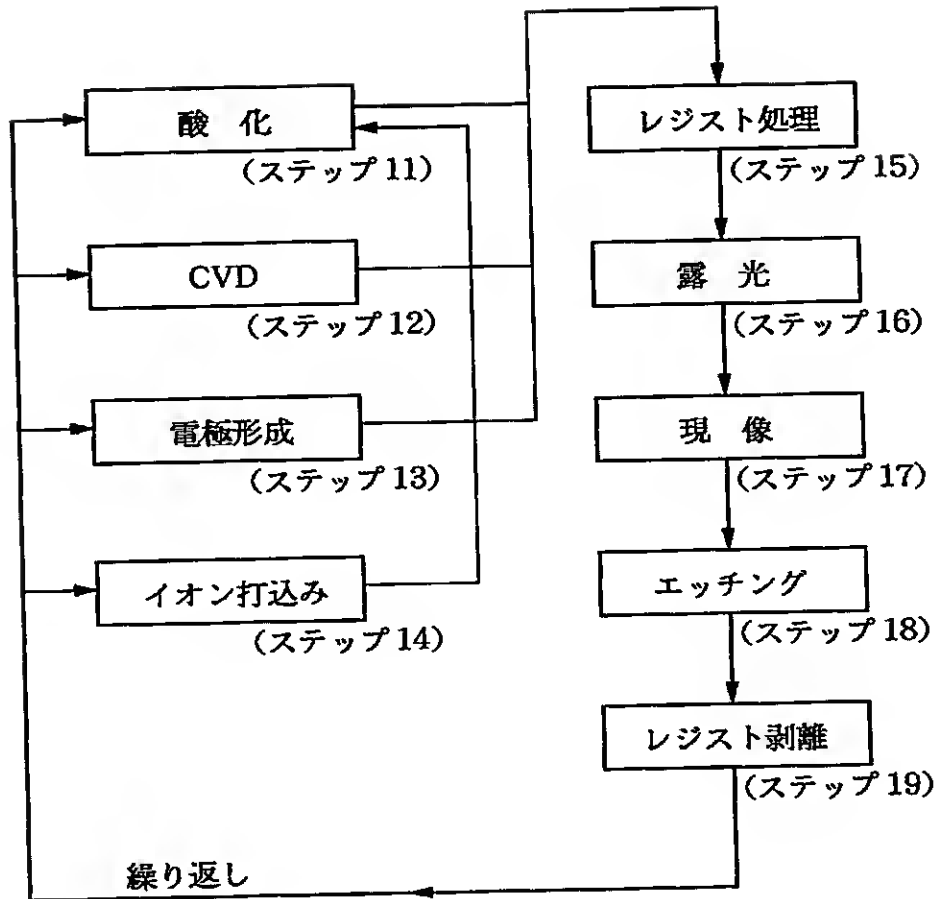 酸 化
(ステップ 11)
CVD
(ステップ 12)
電極形成
(ステップ 13)
イオン打込み
(ステップ 14)
レジスト処理
(ステップ 15)
露 光
(ステップ 16)
現 像
(ステップ 17)
エッチング
(ステップ 18)
レジスト剥離
(ステップ 19)
繰り返し